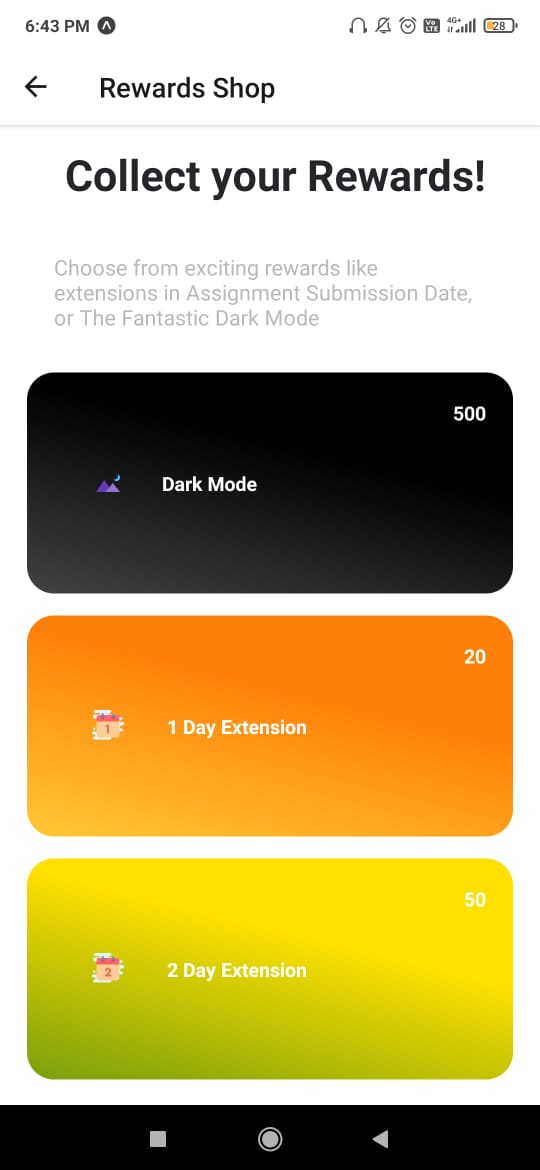 6:43 PM
Vo LTE 4G+ 28
Rewards Shop
Collect your Rewards!
Choose from exciting rewards like
extensions in Assignment Submission Date,
or The Fantastic Dark Mode
500
Dark Mode
20
1
1 Day Extension
50
2
2 Day Extension